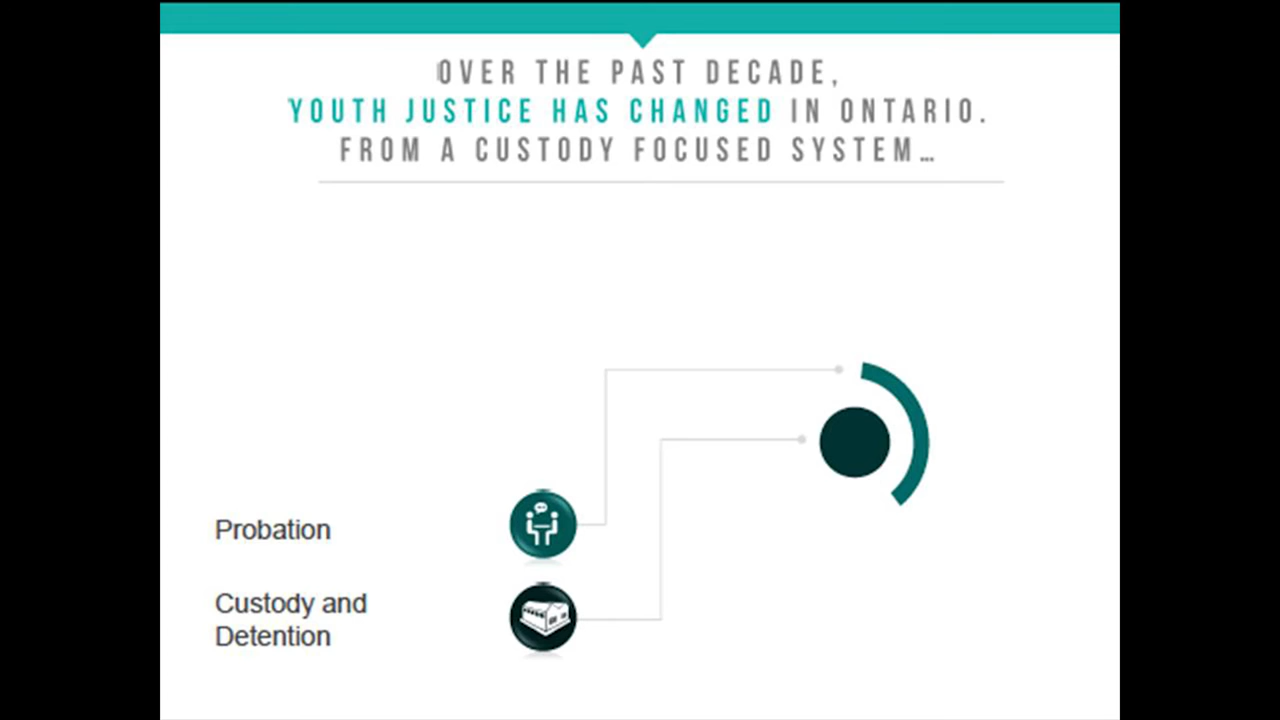 OVER THE PAST DECADE,
YOUTH JUSTICE HAS CHANGED IN ONTARIO.
FROM A CUSTODY FOCUSED SYSTEM…
Probation
Custody and
Detention